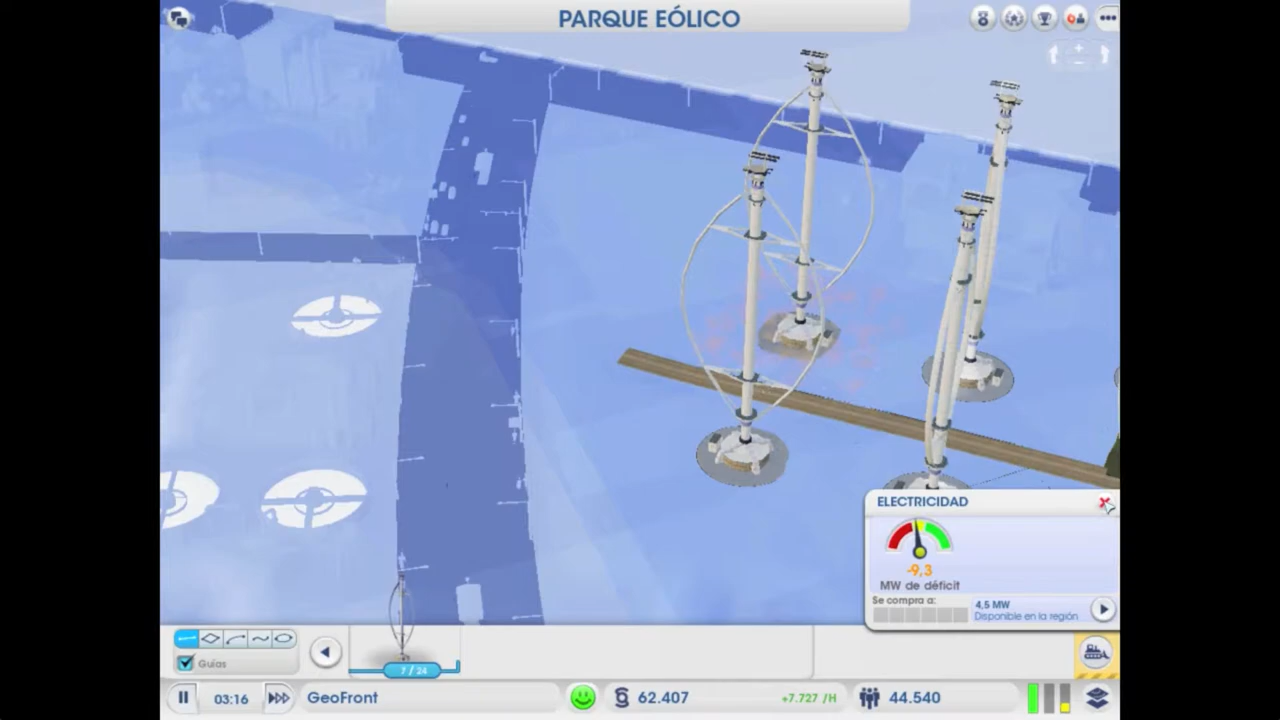 PARQUE EÓLICO
ELECTRICIDAD
-9,3
MW de déficit
Se compra a:
4,5 MW
Disponible en la región
Guías
7 / 24
03:16
GeoFront
62.407
+7.727 /H
44.540